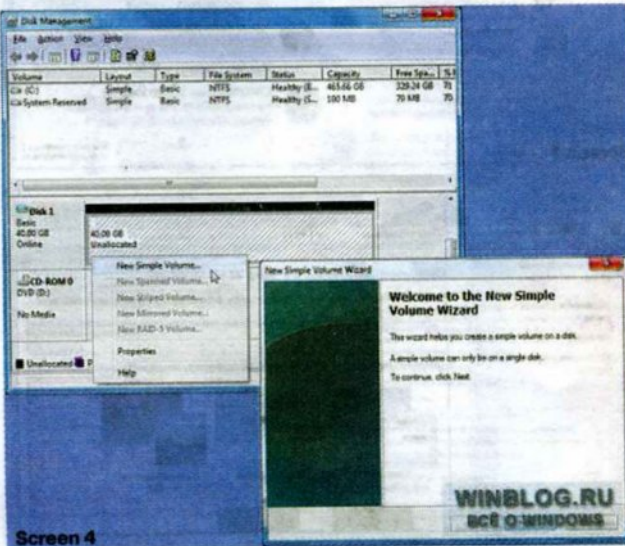 Disk Management
File Action View Help
Volume Layout Type File System Status Capacity Free Spa...
(C:) Simple Basic NTFS Healthy (B... 465.66 GB 329.24 GB 71
System Reserved Simple Basic NTFS Healthy (S... 100 MB 70 MB 70
Disk 1
Basic
40.00 GB
Online
40.00 GB
Unallocated
CD-ROM 0
DVD (D:)
No Media
New Simple Volume...
New Spanned Volume...
New Striped Volume...
New Mirrored Volume...
New RAID-5 Volume...
Properties
Help
Unallocated P
New Simple Volume Wizard
Welcome to the New Simple
Volume Wizard
This wizard helps you create a simple volume on a disk.
A simple volume can only be on a single disk.
To continue, click Next.
WINBLOG.RU
ВСЁ О WINDOWS
Screen 4